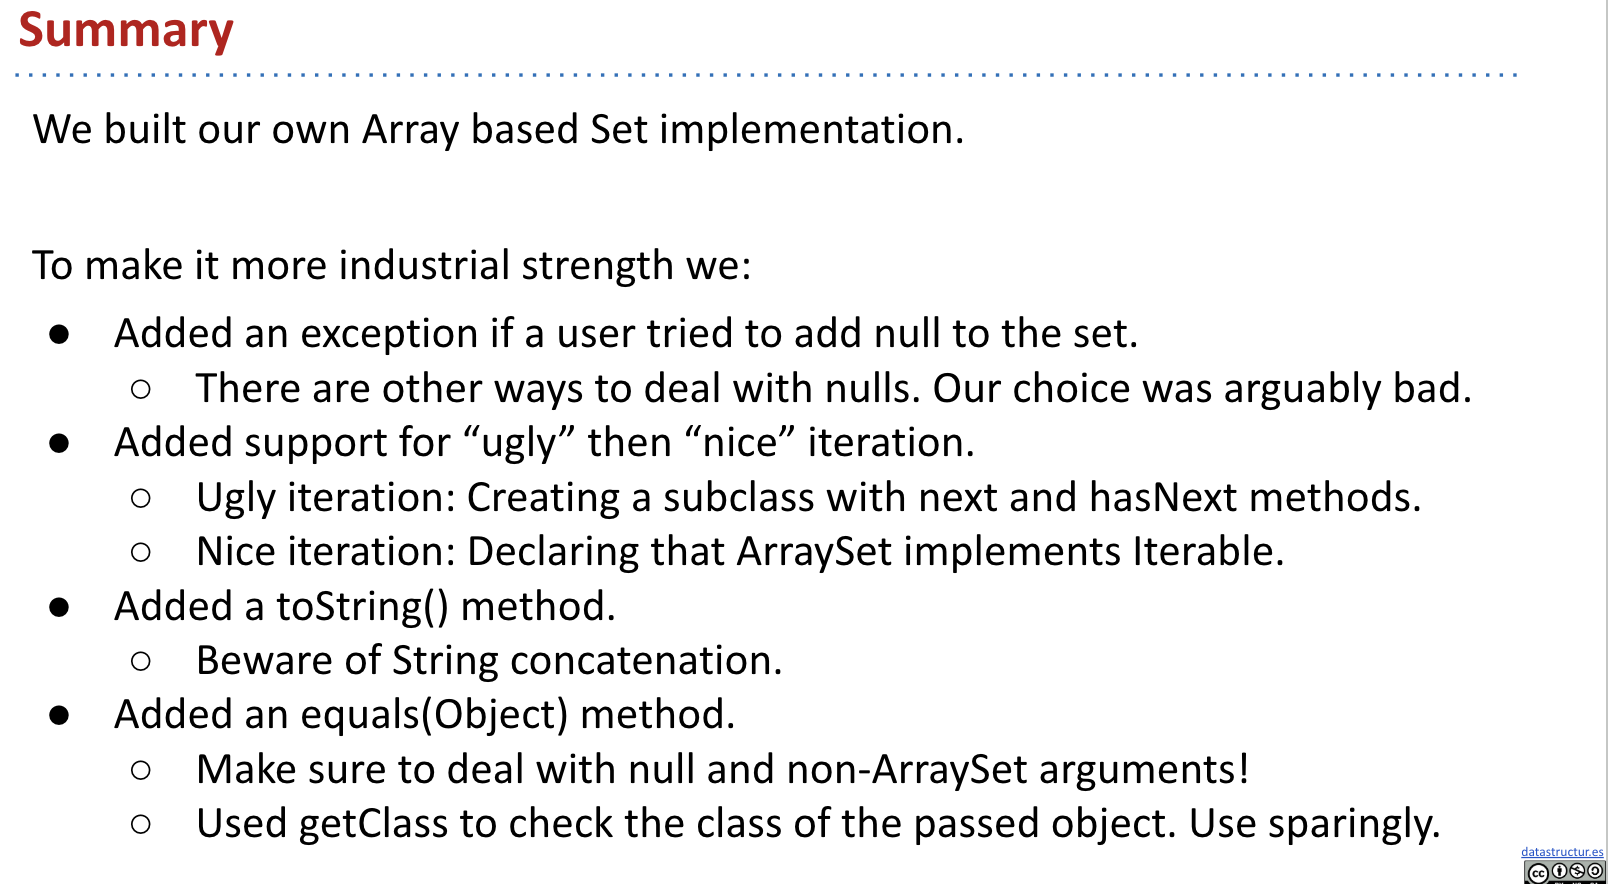 Summary
We built our own Array based Set implementation.
To make it more industrial strength we:
● Added an exception if a user tried to add null to the set.
○ There are other ways to deal with nulls. Our choice was arguably bad.
● Added support for “ugly” then “nice” iteration.
○ Ugly iteration: Creating a subclass with next and hasNext methods.
○ Nice iteration: Declaring that ArraySet implements Iterable.
● Added a toString() method.
○ Beware of String concatenation.
● Added an equals(Object) method.
○ Make sure to deal with null and non-ArraySet arguments!
○ Used getClass to check the class of the passed object. Use sparingly.
datastructur.es
cc